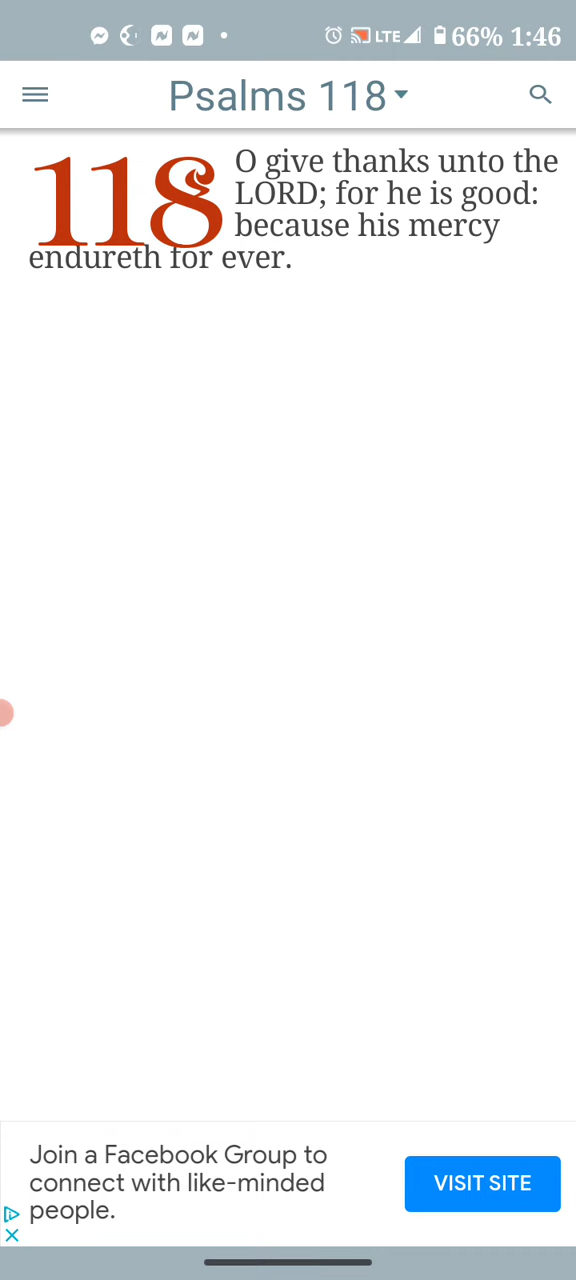 LTE 66% 1:46
Psalms 118
118 O give thanks unto the
LORD; for he is good:
because his mercy
endureth for ever.
Join a Facebook Group to
connect with like-minded
people.
VISIT SITE